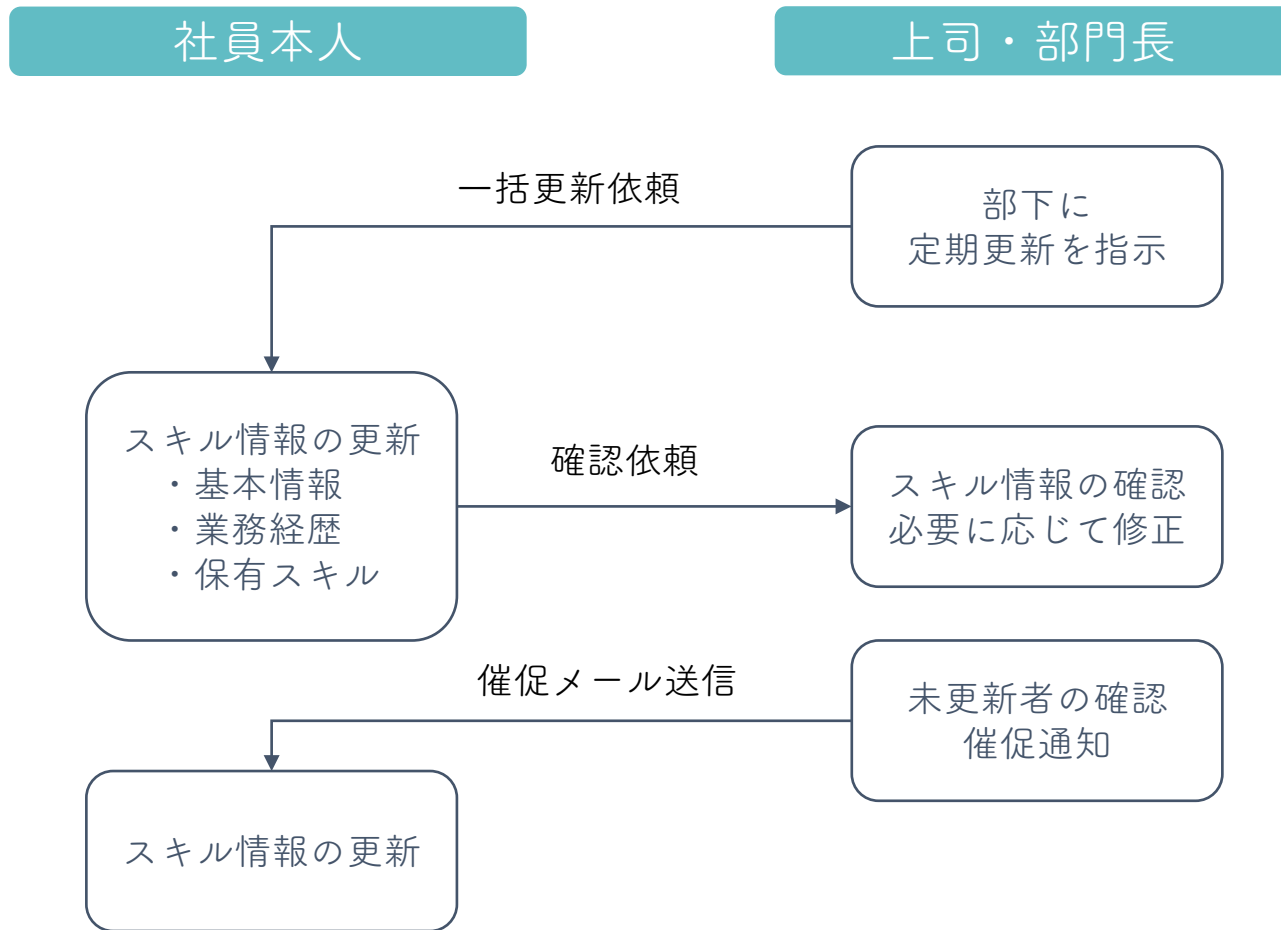 社員本人
上司・部門長
一括更新依頼
部下に
定期更新を指示
スキル情報の更新
・基本情報
・業務経歴
・保有スキル
確認依頼
スキル情報の確認
必要に応じて修正
催促メール送信
未更新者の確認
催促通知
スキル情報の更新